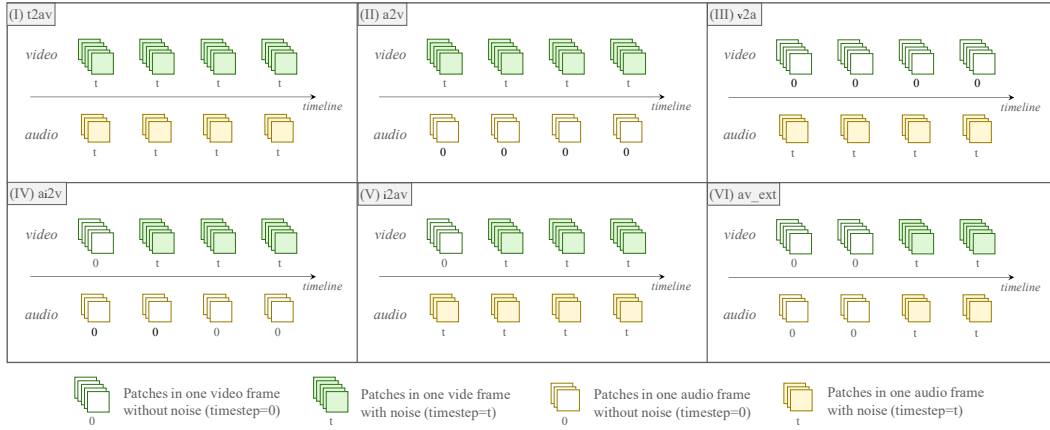 (I) t2av
video
t t t t
timeline
audio
t t t t
(II) a2v
video
t t t t
timeline
audio
0 0 0 0
(III) v2a
video
0 0 0 0
timeline
audio
t t t t
(IV) ai2v
video
0 t t t
timeline
audio
0 0 0 0
(V) i2av
video
0 t t t
timeline
audio
t t t t
(VI) av_ext
video
0 0 t t
timeline
audio
0 0 t t
Patches in one video frame
without noise (timestep=0)
0
Patches in one vide frame
with noise (timestep=t)
t
Patches in one audio frame
without noise (timestep=0)
0
Patches in one audio frame
with noise (timestep=t)
t